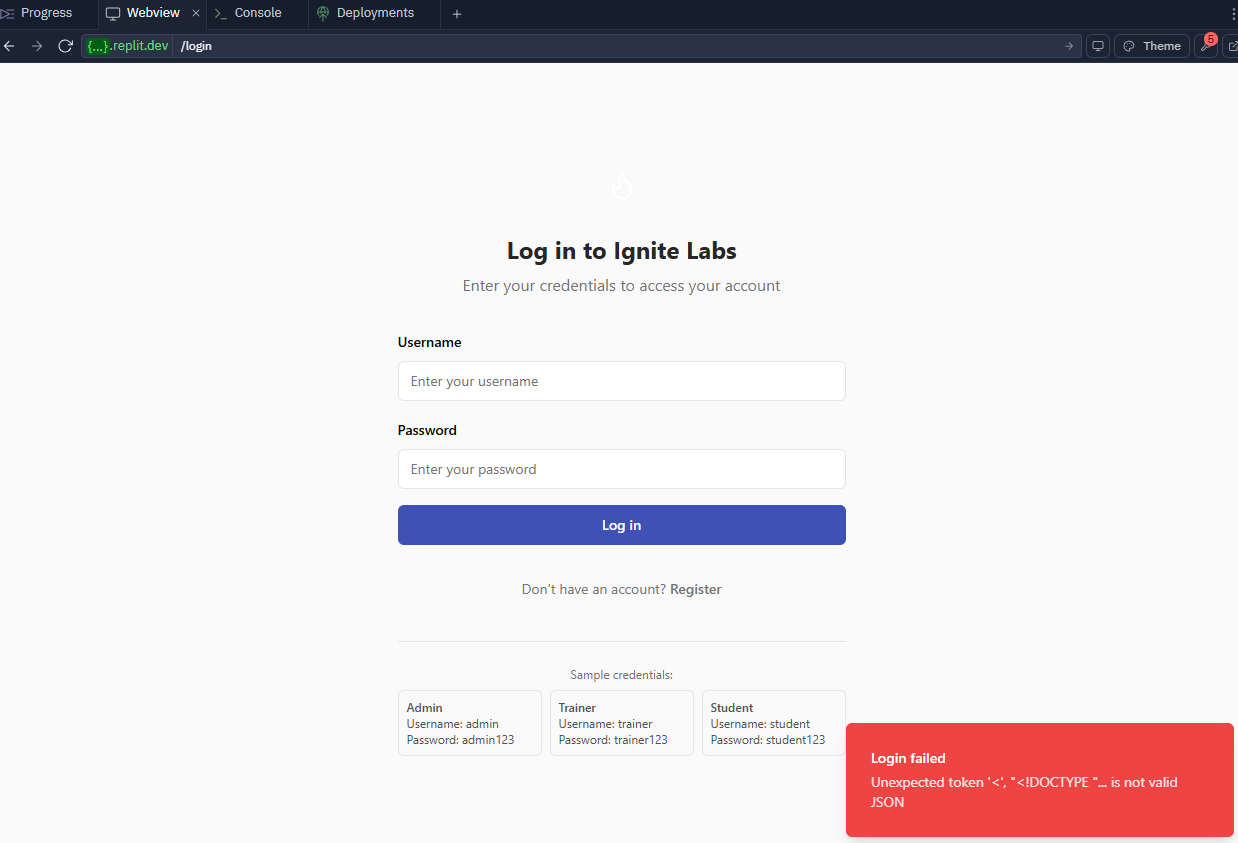 Progress
Webview
Console
Deployments
{...}.replit.dev /login
Theme
5
Log in to Ignite Labs
Enter your credentials to access your account
Username
Enter your username
Password
Enter your password
Log in
Don't have an account? Register
Sample credentials:
Admin
Username: admin
Password: admin123
Trainer
Username: trainer
Password: trainer123
Student
Username: student
Password: student123
Login failed
Unexpected token '<', "<!DOCTYPE "... is not valid
JSON